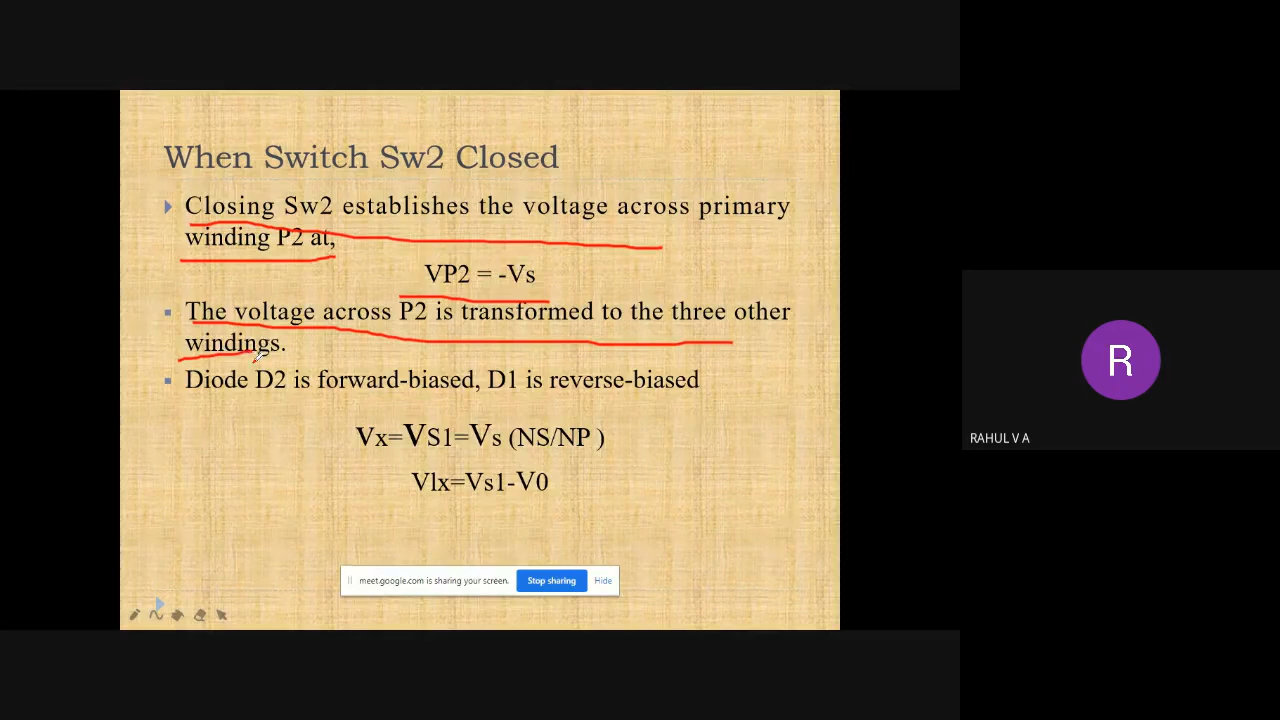 When Switch Sw2 Closed
Closing Sw2 establishes the voltage across primary
winding P2 at,
VP2 = -Vs
The voltage across P2 is transformed to the three other
windings.
Diode D2 is forward-biased, D1 is reverse-biased
Vx=VS1=Vs (NS/NP )
Vlx=Vs1-V0
meet.google.com is sharing your screen.
Stop sharing
Hide
R
RAHUL V A